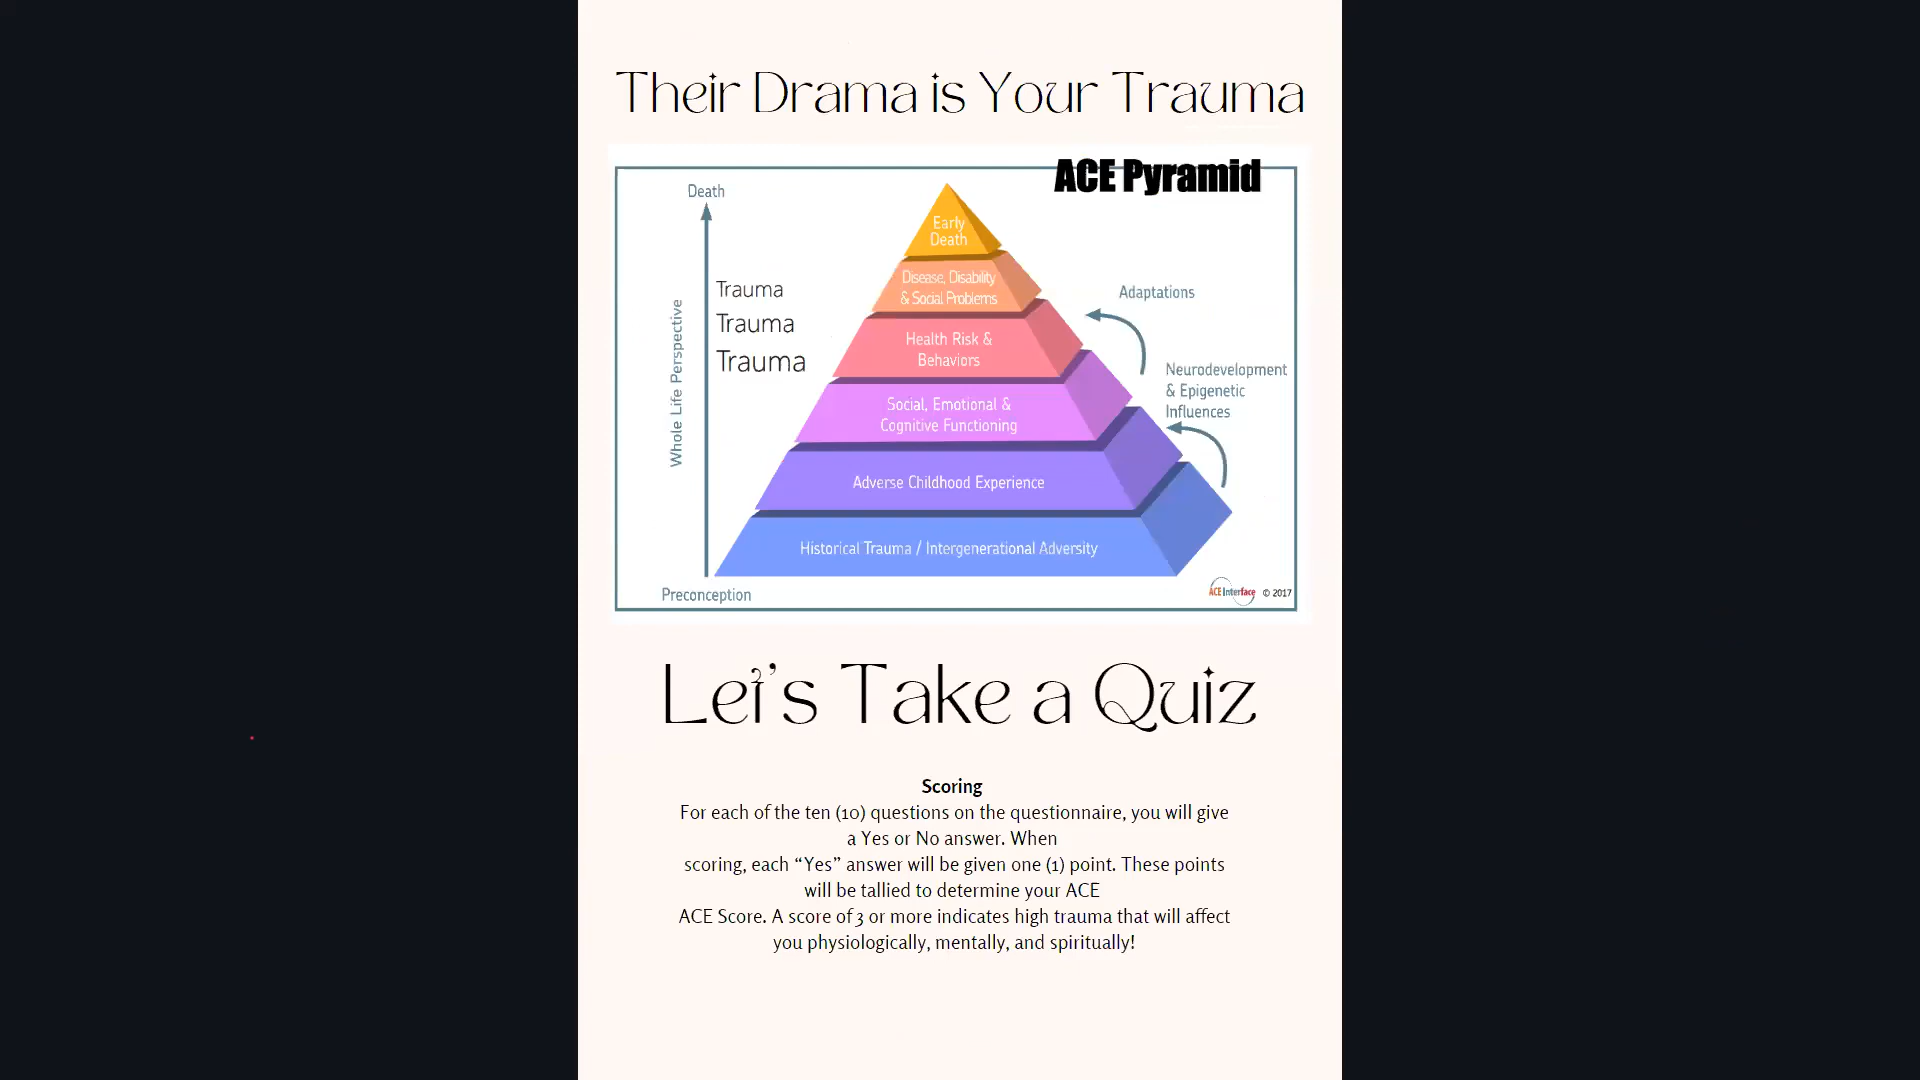 Their Drama is Your Trauma
ACE Pyramid
Death
Early
Death
Disease, Disability
& Social Problems
Trauma
Adaptations
Trauma
Health Risk &
Behaviors
Trauma
Whole Life Perspective
Neurodevelopment
& Epigenetic
Influences
Social, Emotional &
Cognitive Functioning
Adverse Childhood Experience
Historical Trauma / Intergenerational Adversity
Preconception
ACE Interface © 2017
Let's Take a Quiz
Scoring
For each of the ten (10) questions on the questionnaire, you will give
a Yes or No answer. When
scoring, each “Yes” answer will be given one (1) point. These points
will be tallied to determine your ACE
ACE Score. A score of 3 or more indicates high trauma that will affect
you physiologically, mentally, and spiritually!